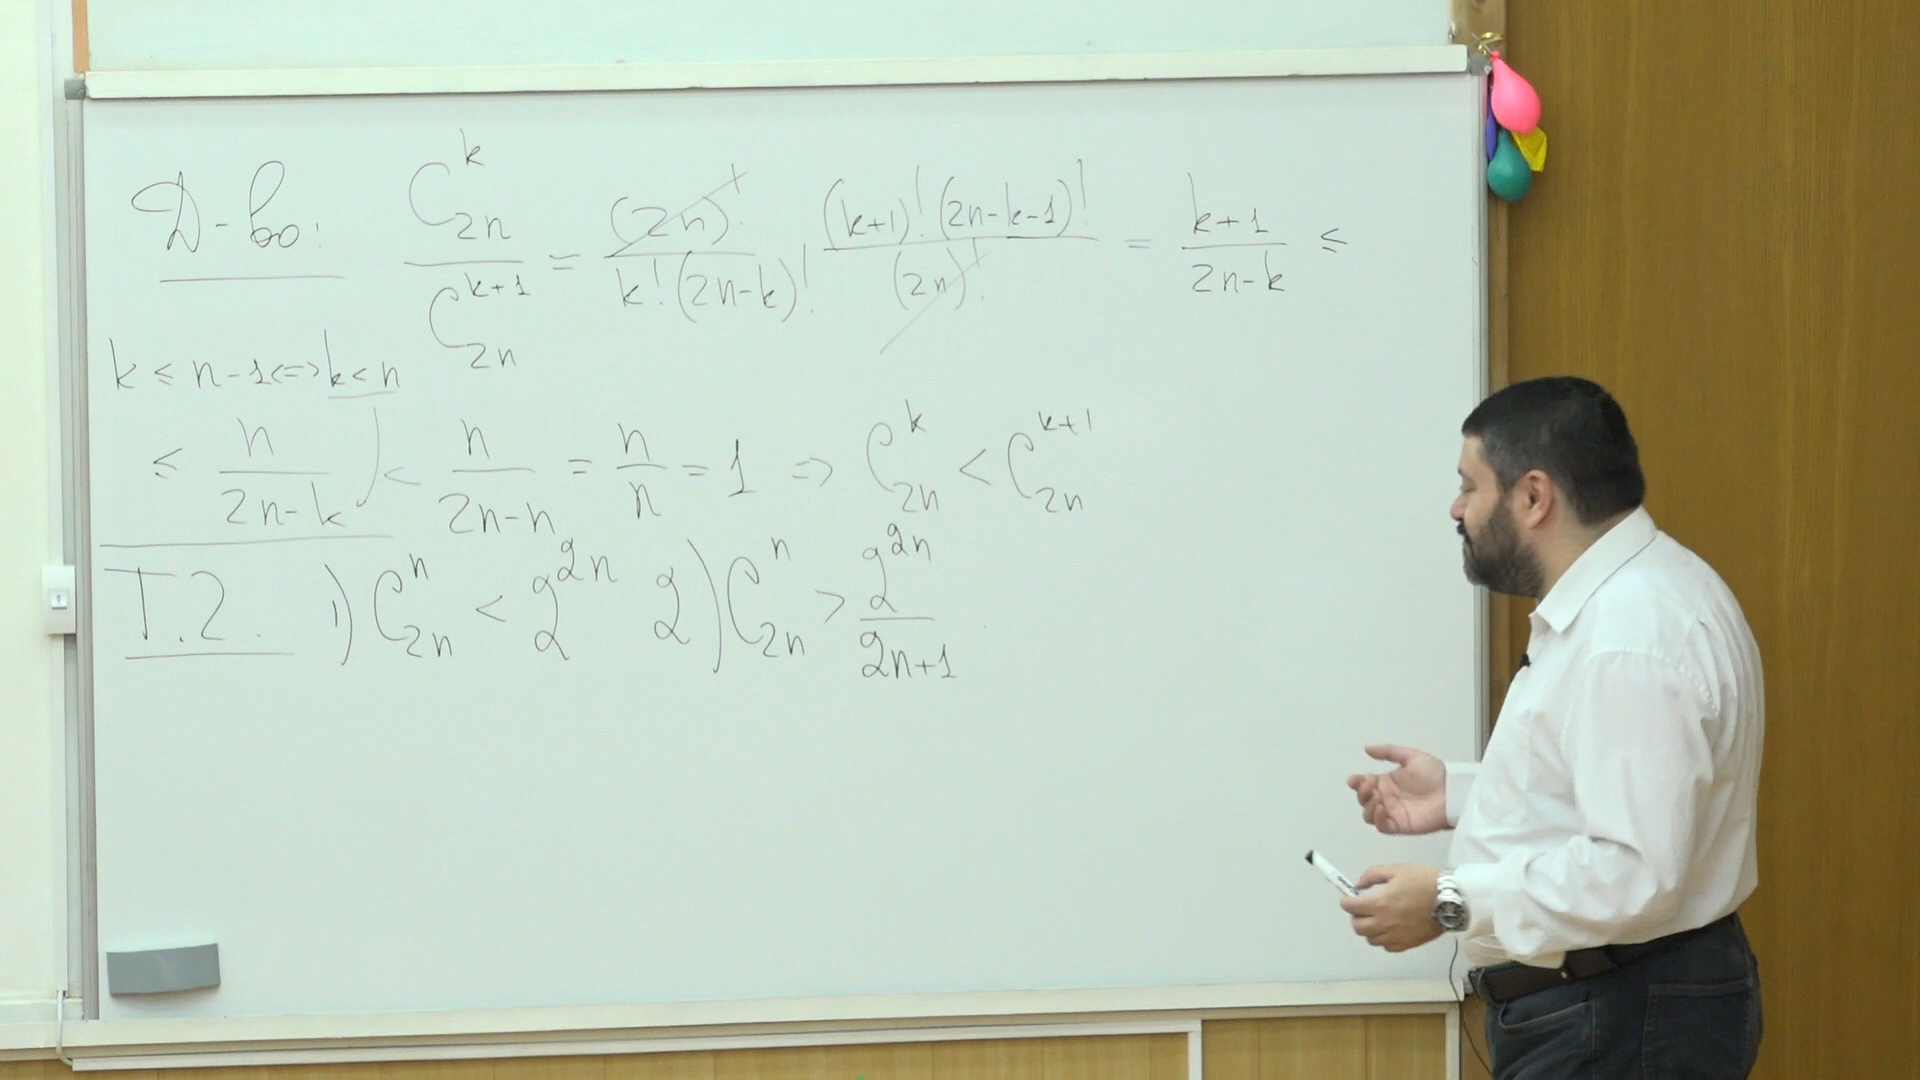 Д-во: C_{2n}^{k} / C_{2n}^{k+1} = (2n)! / k!(2n-k)! (k+1)!(2n-k-1)! / (2n)! = k+1 / 2n-k ≤
k ≤ n-1 <=> k < n
≤ n / 2n-k < n / 2n-n = n / n = 1 => C_{2n}^{k} < C_{2n}^{k+1}
Т.2. 1) C_{2n}^{n} < 2^{2n} 2) C_{2n}^{n} > 2^{2n} / 2n+1